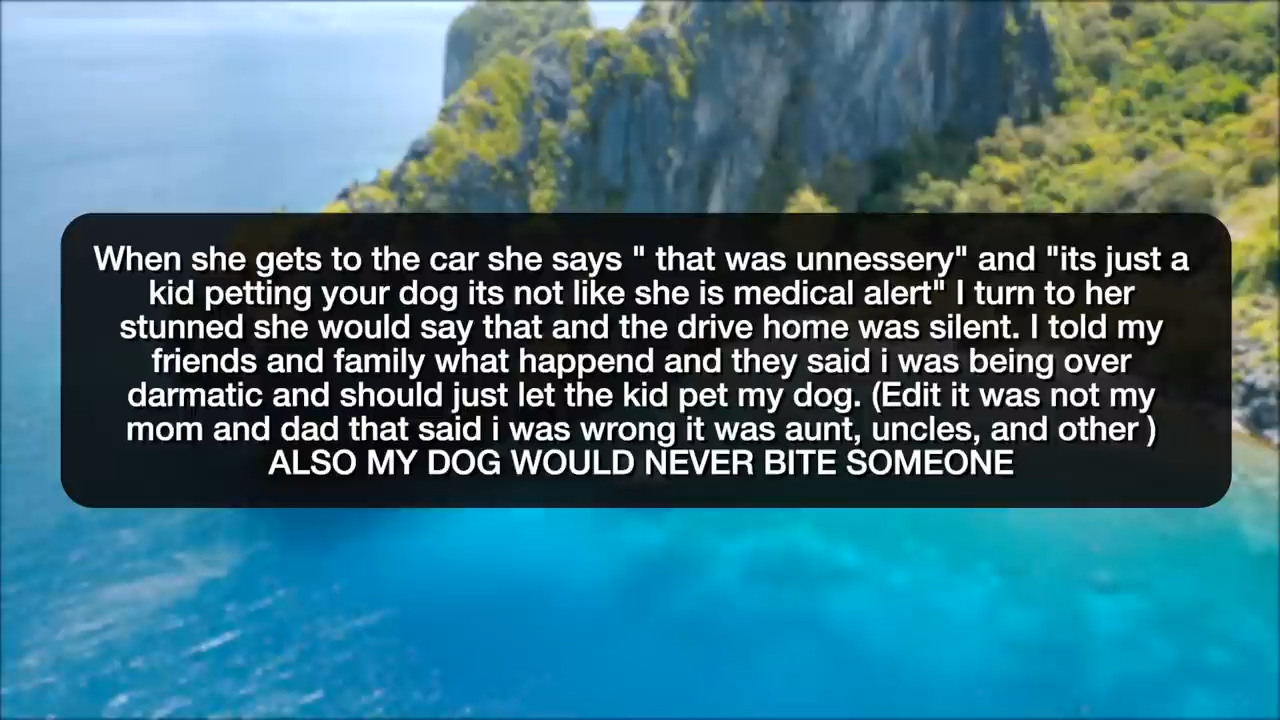 When she gets to the car she says " that was unnessery" and "its just a
kid petting your dog its not like she is medical alert" I turn to her
stunned she would say that and the drive home was silent. I told my
friends and family what happend and they said i was being over
darmatic and should just let the kid pet my dog. (Edit it was not my
mom and dad that said i was wrong it was aunt, uncles, and other )
ALSO MY DOG WOULD NEVER BITE SOMEONE